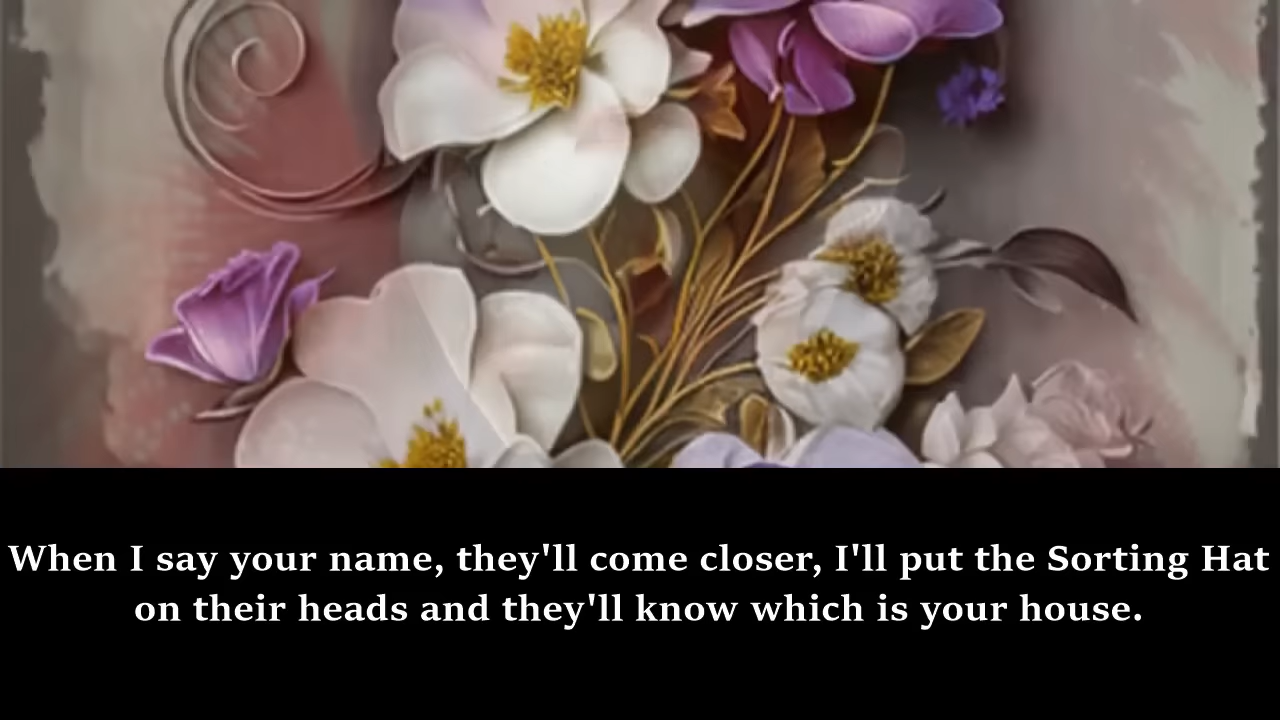 When I say your name, they'll come closer, I'll put the Sorting Hat
on their heads and they'll know which is your house.